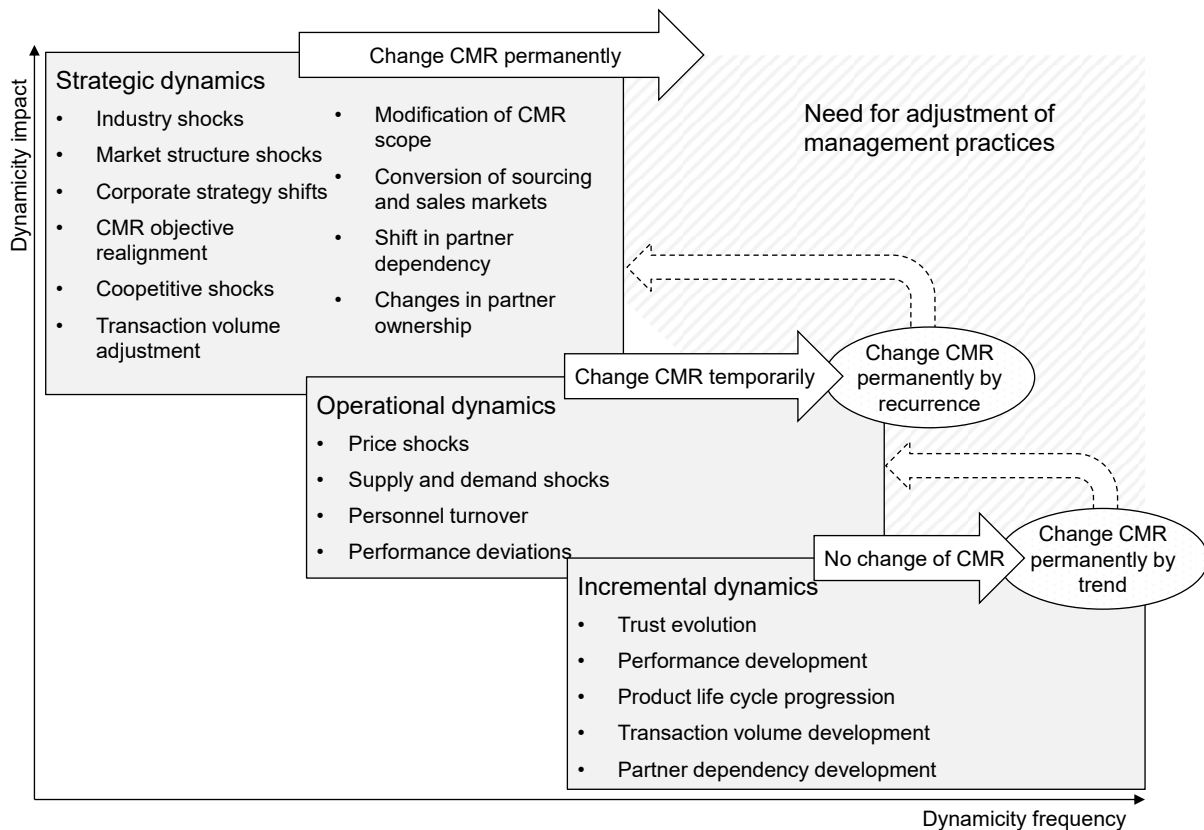 Change CMR permanently
Dynamicity impact
Strategic dynamics
• Industry shocks
• Market structure shocks
• Corporate strategy shifts
• CMR objective
realignment
• Coopetitive shocks
• Transaction volume
adjustment
• Modification of CMR
scope
• Conversion of sourcing
and sales markets
• Shift in partner
dependency
• Changes in partner
ownership
Need for adjustment of
management practices
Change CMR temporarily
Change CMR
permanently by
recurrence
Operational dynamics
• Price shocks
• Supply and demand shocks
• Personnel turnover
• Performance deviations
No change of CMR
Change CMR
permanently by
trend
Incremental dynamics
• Trust evolution
• Performance development
• Product life cycle progression
• Transaction volume development
• Partner dependency development
Dynamicity frequency